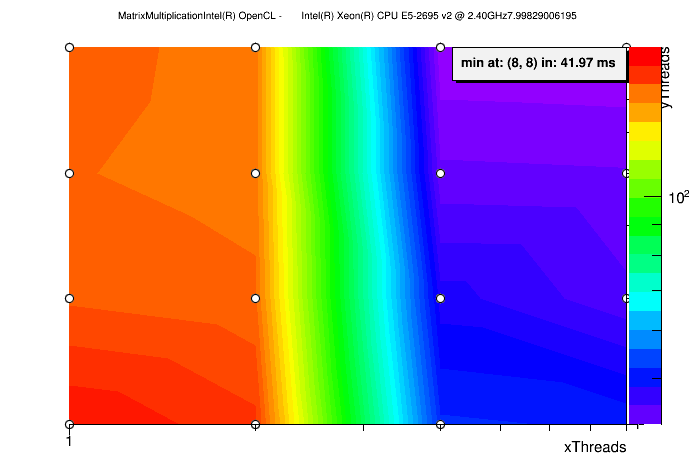 MatrixMultiplicationIntel(R) OpenCL - Intel(R) Xeon(R) CPU E5-2695 v2 @ 2.40GHz7.99829006195
min at: (8, 8) in: 41.97 ms
yThreads
10²
1
xThreads